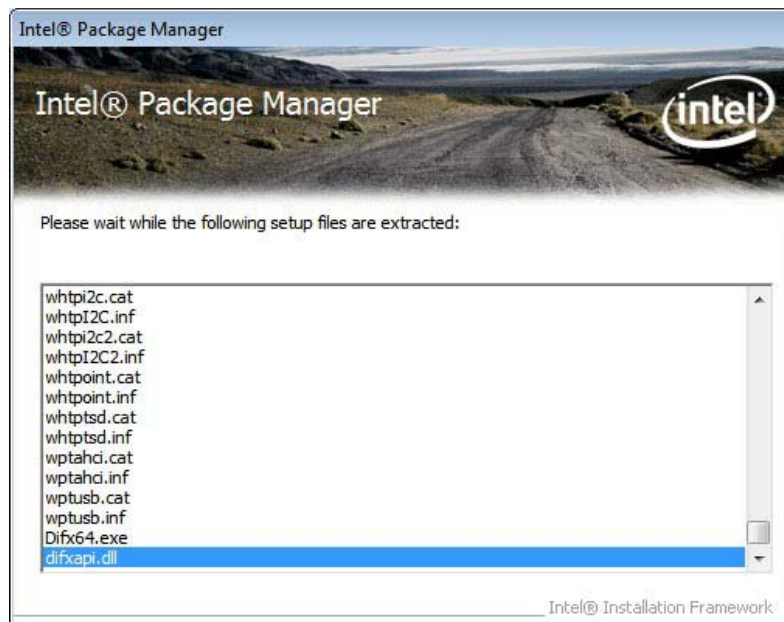 Intel® Package Manager
Intel® Package Manager
intel
Please wait while the following setup files are extracted:
whtpi2c.cat
whtpI2C.inf
whtpi2c2.cat
whtpI2C2.inf
whtpoint.cat
whtpoint.inf
whtptsd.cat
whtptsd.inf
wptahci.cat
wptahci.inf
wptusb.cat
wptusb.inf
Difx64.exe
difxapi.dll
Intel® Installation Framework